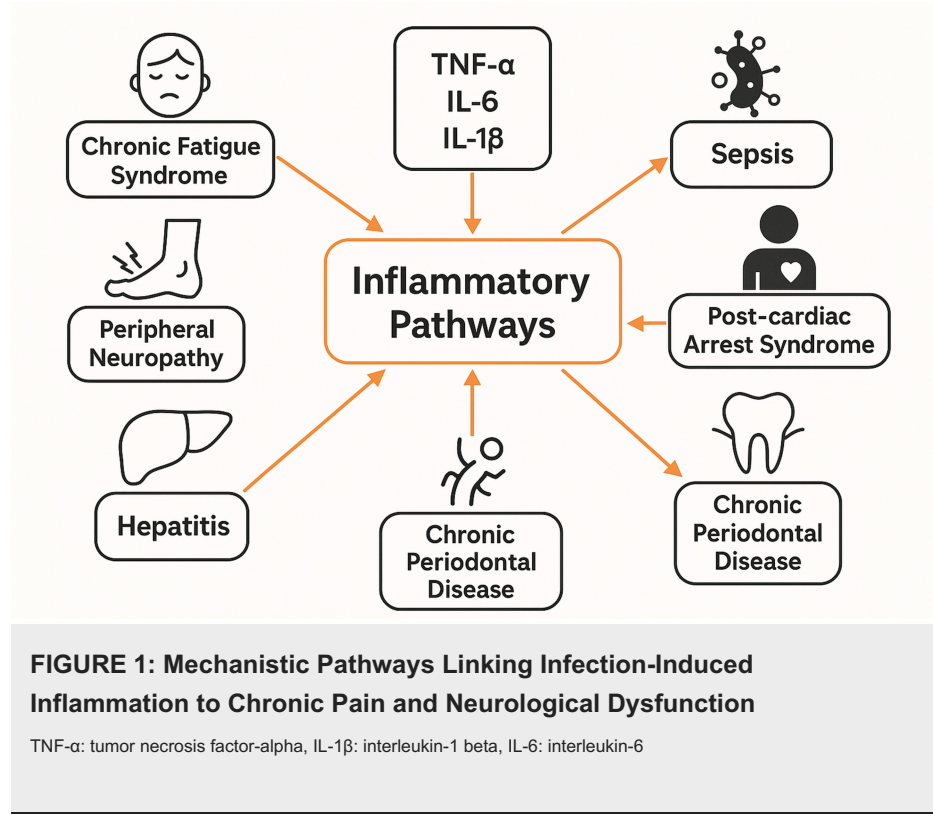 TNF-α
IL-6
IL-1β
Chronic Fatigue
Syndrome
Sepsis
Inflammatory
Pathways
Peripheral
Neuropathy
Post-cardiac
Arrest Syndrome
Hepatitis
Chronic
Periodontal
Disease
Chronic
Periodontal
Disease
FIGURE 1: Mechanistic Pathways Linking Infection-Induced
Inflammation to Chronic Pain and Neurological Dysfunction
TNF-α: tumor necrosis factor-alpha, IL-1β: interleukin-1 beta, IL-6: interleukin-6